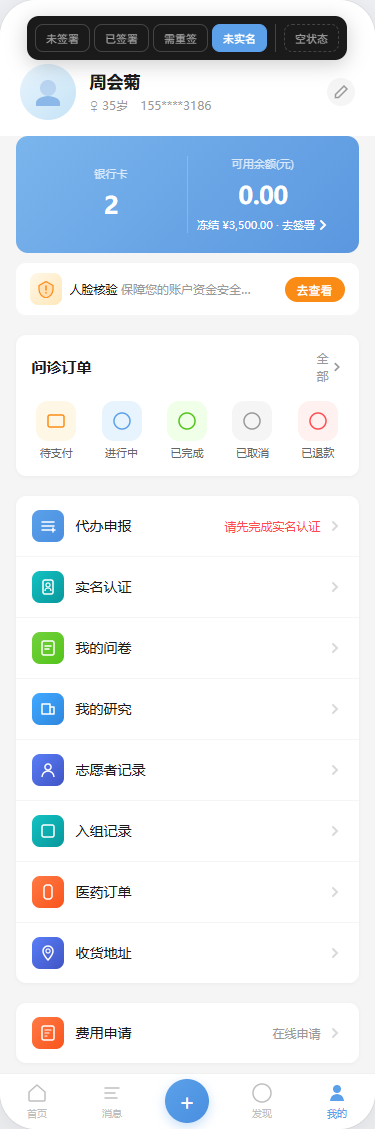 未签署 已签署 需重签 未实名 空状态
周会菊
♀ 35岁 155****3186
银行卡
2
可用余额(元)
0.00
冻结 ¥3,500.00 · 去签署
人脸核验 保障您的账户资金安全... 去查看
问诊订单
全部
待支付 进行中 已完成 已取消 已退款
代办申报 请先完成实名认证
实名认证
我的问卷
我的研究
志愿者记录
入组记录
医药订单
收货地址
费用申请 在线申请
首页 消息 + 发现 我的